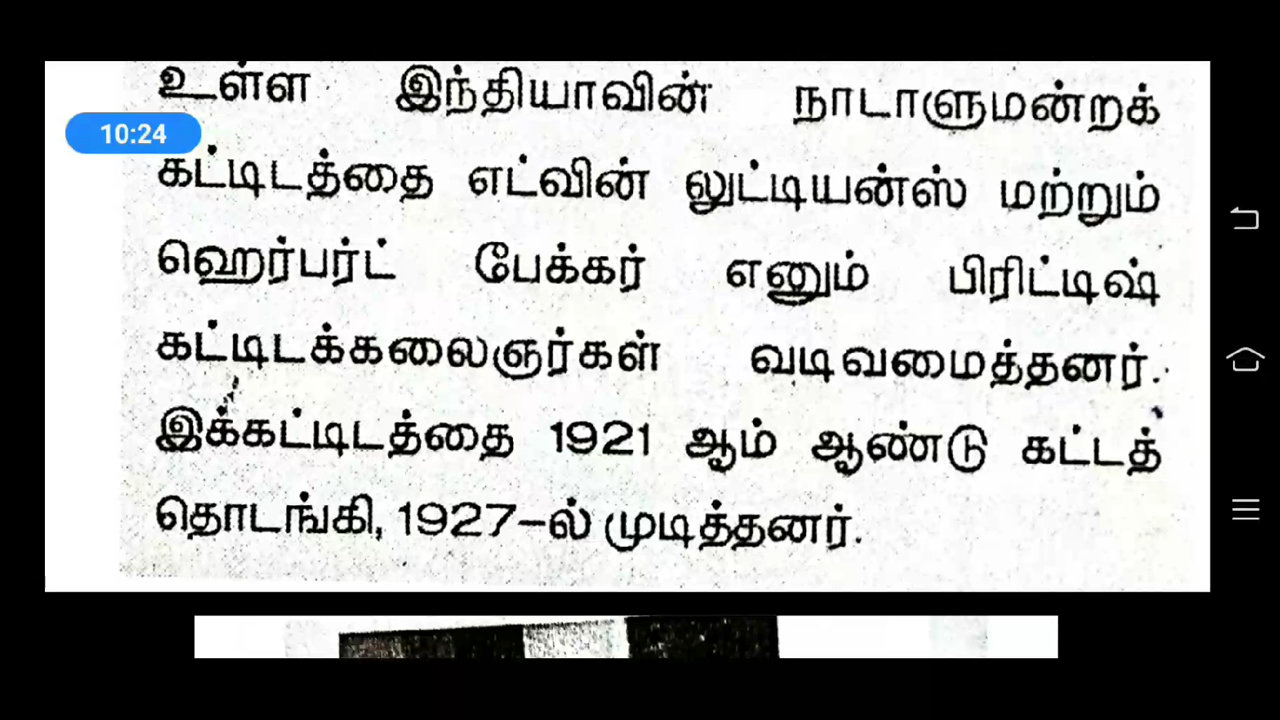 உள்ள இந்தியாவின் நாடாளுமன்றக்
10:24
கட்டிடத்தை எட்வின் லுட்டியன்ஸ் மற்றும்
ஹெர்பர்ட் பேக்கர் எனும் பிரிட்டிஷ்
கட்டிடக்கலைஞர்கள் வடிவமைத்தனர்.
இக்கட்டிடத்தை 1921 ஆம் ஆண்டு கட்டத்
தொடங்கி, 1927-ல் முடித்தனர்.